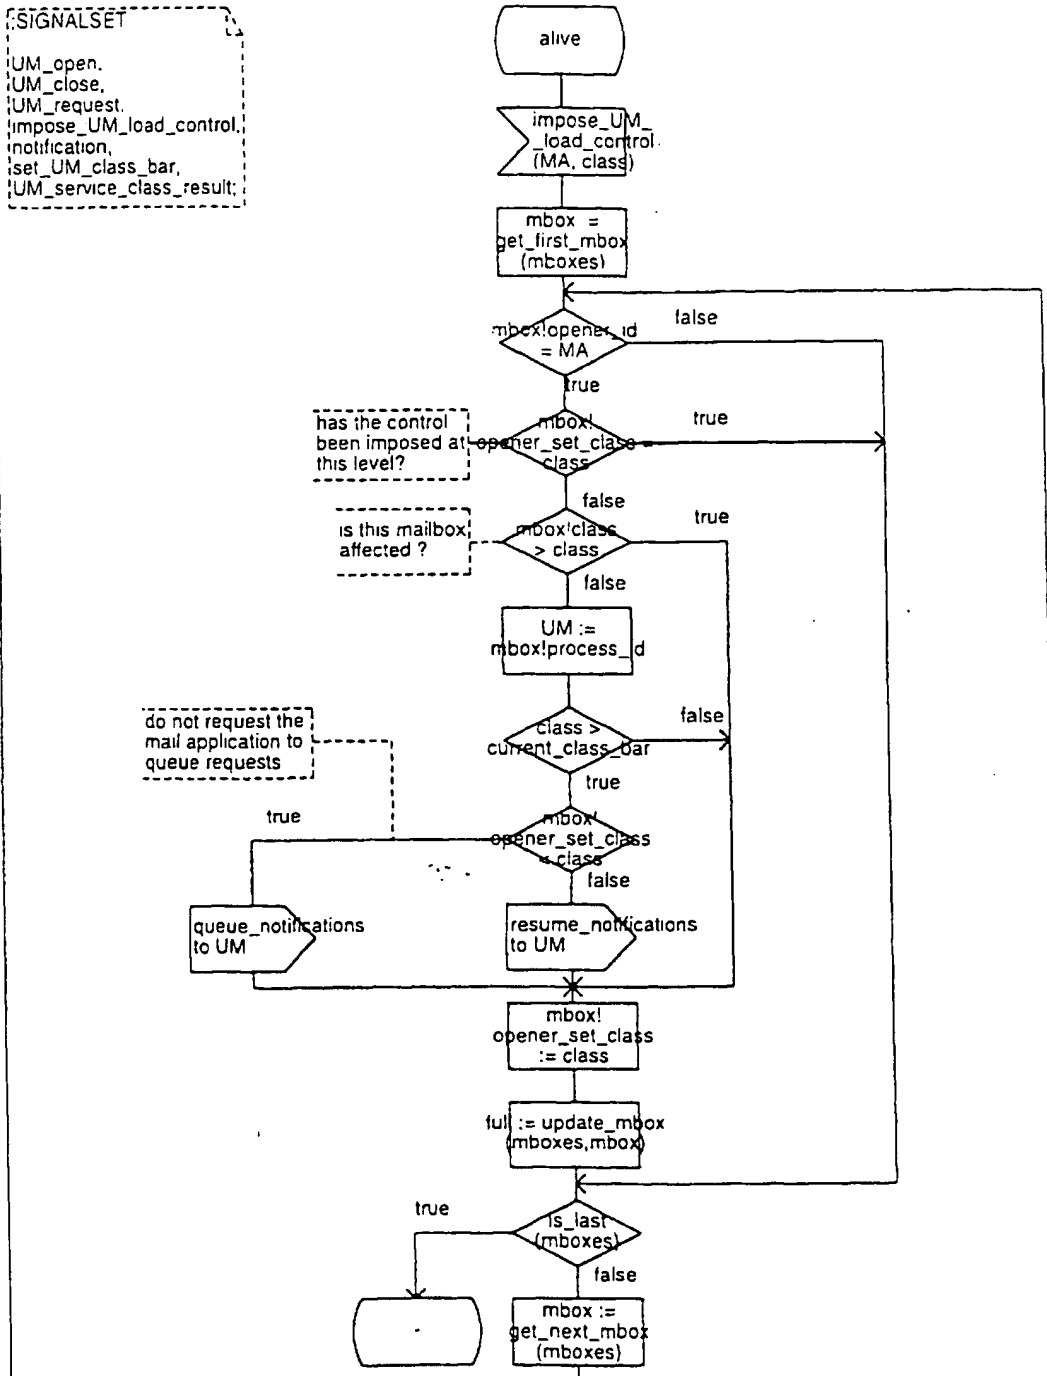 ;SIGNALSET
UM_open,
UM_close,
UM_request,
impose_UM_load_control,
notification,
set_UM_class_bar,
UM_service_class_result;
alive
impose_UM_
_load_control
(MA, class)
mbox =
get_first_mbox
(mboxes)
mbox!opener_id
= MA
false
true
has the control
been imposed at
this level?
mbox!
opener_set_class =
class
true
false
is this mailbox
affected ?
mbox!class
> class
true
false
UM :=
mbox!process_id
do not request the
mail application to
queue requests
class >
current_class_bar
false
true
mbox!
opener_set_class
< class
true
false
queue_notifications
to UM
resume_notifications
to UM
mbox!
opener_set_class
:= class
full := update_mbox
(mboxes,mbox)
is_last
(mboxes)
true
false
-
mbox :=
get_next_mbox
(mboxes)